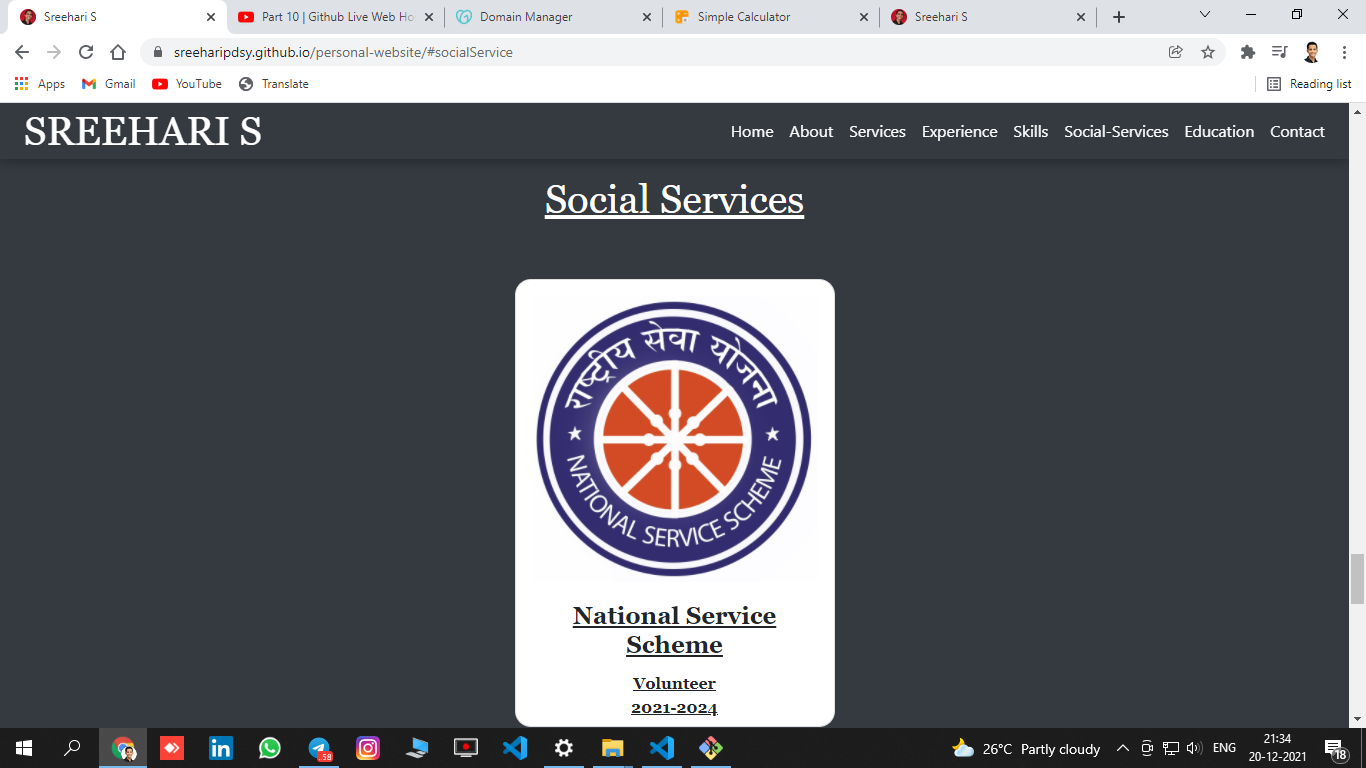 Sreehari S
Part 10 | Github Live Web Ho
Domain Manager
Simple Calculator
Sreehari S
sreeharipdsy.github.io/personal-website/#socialService
Apps
Gmail
YouTube
Translate
Reading list
SREEHARI S
Home
About
Services
Experience
Skills
Social-Services
Education
Contact
Social Services
राष्ट्रीय सेवा योजना
NATIONAL SERVICE SCHEME
National Service
Scheme
Volunteer
2021-2024
58
26°C Partly cloudy
ENG
21:34
20-12-2021
18